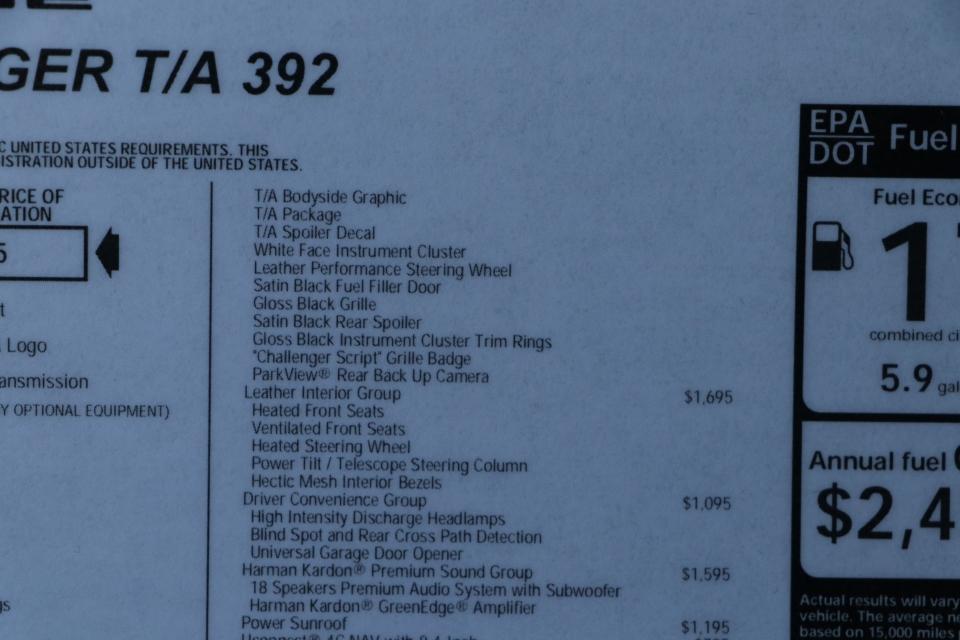 GER T/A 392
C UNITED STATES REQUIREMENTS. THIS
ISTRATION OUTSIDE OF THE UNITED STATES.
RICE OF
ATION
5
t
Logo
ansmission
Y OPTIONAL EQUIPMENT)
gs
T/A Bodyside Graphic
T/A Package
T/A Spoiler Decal
White Face Instrument Cluster
Leather Performance Steering Wheel
Satin Black Fuel Filler Door
Gloss Black Grille
Satin Black Rear Spoiler
Gloss Black Instrument Cluster Trim Rings
"Challenger Script" Grille Badge
ParkView® Rear Back Up Camera
Leather Interior Group $1,695
Heated Front Seats
Ventilated Front Seats
Heated Steering Wheel
Power Tilt / Telescope Steering Column
Hectic Mesh Interior Bezels
Driver Convenience Group $1,095
High Intensity Discharge Headlamps
Blind Spot and Rear Cross Path Detection
Universal Garage Door Opener
Harman Kardon® Premium Sound Group $1,595
18 Speakers Premium Audio System with Subwoofer
Harman Kardon® GreenEdge® Amplifier
Power Sunroof $1,195
EPA
DOT
Fuel
Fuel Eco
1
combined ci
5.9 gal
Annual fuel
$2,4
Actual results will vary
vehicle. The average ne
based on 15,000 miles